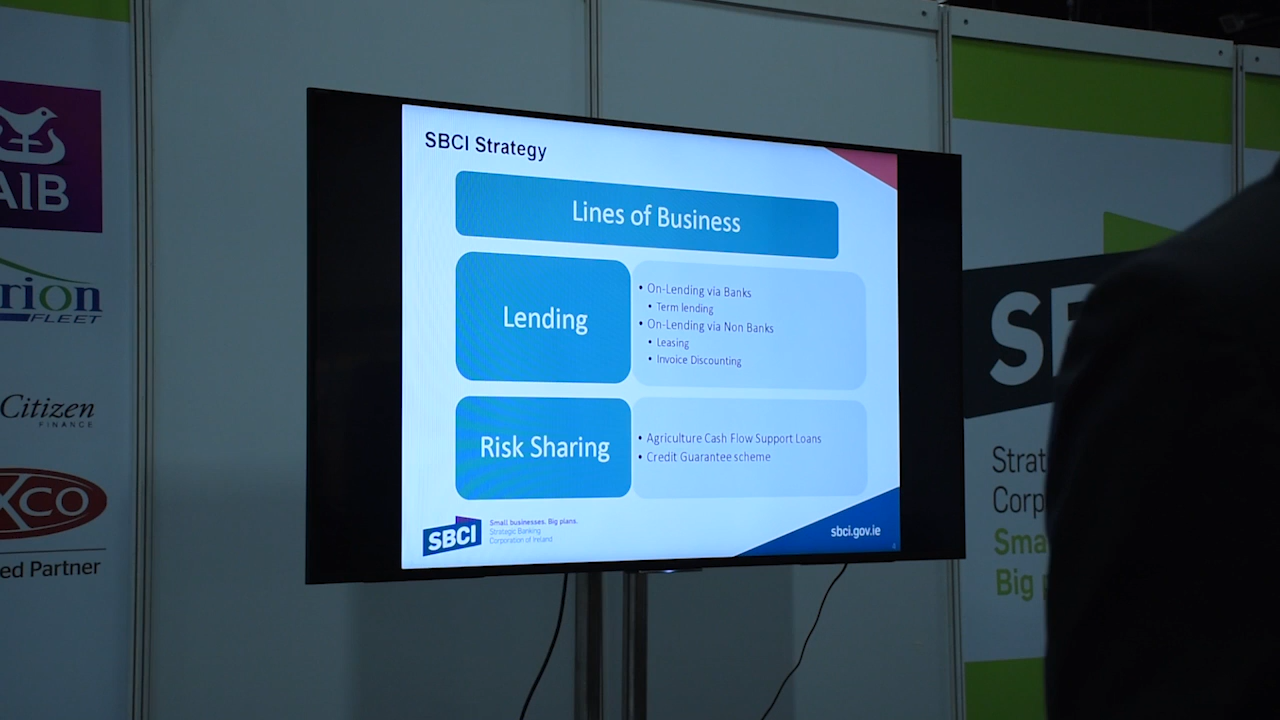 AIB
rion
FLEET
Citizen
FINANCE
XCO
ed Partner
SBCI Strategy
Lines of Business
Lending
• On-Lending via Banks
• Term lending
• On-Lending via Non Banks
• Leasing
• Invoice Discounting
Risk Sharing
• Agriculture Cash Flow Support Loans
• Credit Guarantee scheme
SBCI
Small businesses. Big plans.
Strategic Banking
Corporation of Ireland
sbci.gov.ie
4
SB
Strat
Corp
Sma
Big